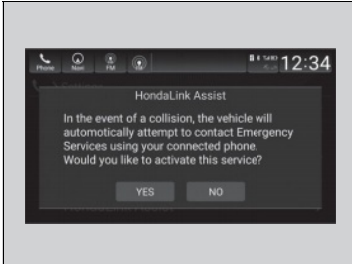 Phone Navi FM
12:34
HondaLink Assist
In the event of a collision, the vehicle will
automotically attempt to contact Emergency
Services using your connected phone.
Would you like to activate this service?
YES NO